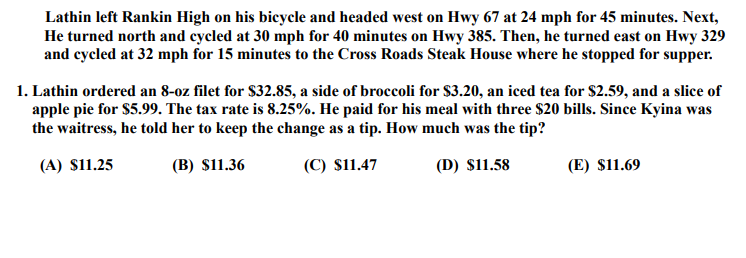 Lathin left Rankin High on his bicycle and headed west on Hwy 67 at 24 mph for 45 minutes. Next,
He turned north and cycled at 30 mph for 40 minutes on Hwy 385. Then, he turned east on Hwy 329
and cycled at 32 mph for 15 minutes to the Cross Roads Steak House where he stopped for supper.
1. Lathin ordered an 8-oz filet for $32.85, a side of broccoli for $3.20, an iced tea for $2.59, and a slice of
apple pie for $5.99. The tax rate is 8.25%. He paid for his meal with three $20 bills. Since Kyina was
the waitress, he told her to keep the change as a tip. How much was the tip?
(A) $11.25 (B) $11.36 (C) $11.47 (D) $11.58 (E) $11.69